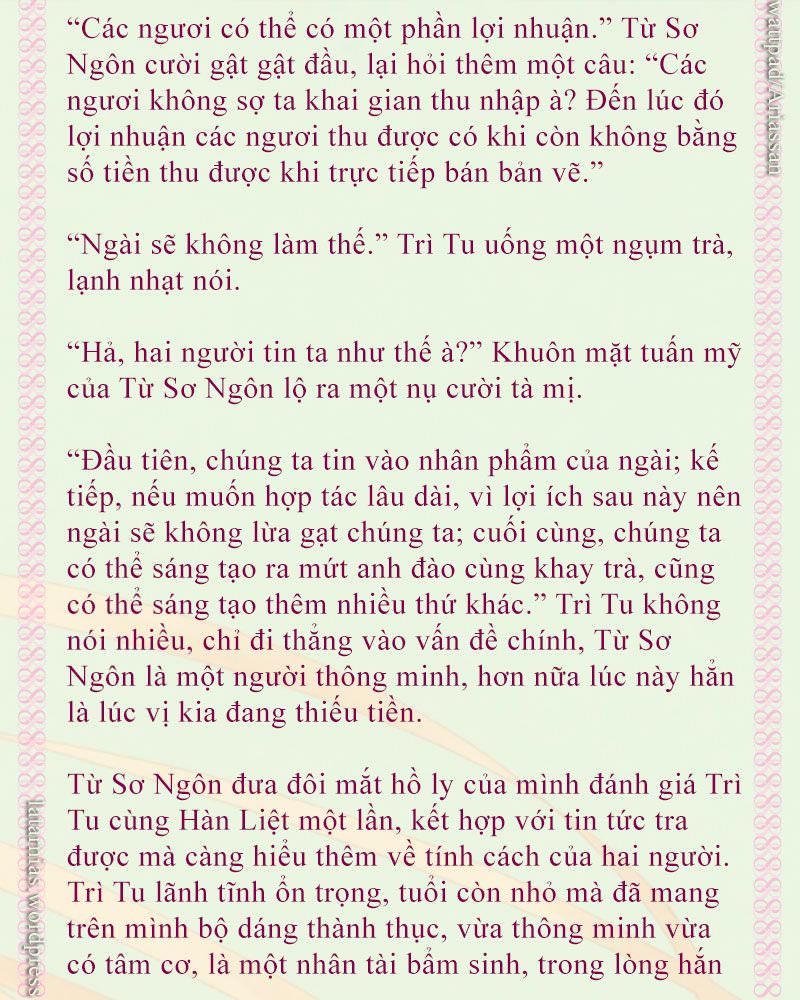 “Các ngươi có thể có một phần lợi nhuận.” Từ Sơ
Ngôn cười gật gật đầu, lại hỏi thêm một câu: “Các
ngươi không sợ ta khai gian thu nhập à? Đến lúc đó
lợi nhuận các ngươi thu được có khi còn không bằng
số tiền thu được khi trực tiếp bán bản vẽ.”
“Ngài sẽ không làm thế.” Trì Tu uống một ngụm trà,
lạnh nhạt nói.
“Hả, hai người tin ta như thế à?” Khuôn mặt tuấn mỹ
của Từ Sơ Ngôn lộ ra một nụ cười tà mị.
“Đầu tiên, chúng ta tin vào nhân phẩm của ngài; kế
tiếp, nếu muốn hợp tác lâu dài, vì lợi ích sau này nên
ngài sẽ không lừa gạt chúng ta; cuối cùng, chúng ta
có thể sáng tạo ra mứt anh đào cùng khay trà, cũng
có thể sáng tạo thêm nhiều thứ khác.” Trì Tu không
nói nhiều, chỉ đi thẳng vào vấn đề chính, Từ Sơ
Ngôn là một người thông minh, hơn nữa lúc này hẳn
là lúc vị kia đang thiếu tiền.
Từ Sơ Ngôn đưa đôi mắt hồ ly của mình đánh giá Trì
Tu cùng Hàn Liệt một lần, kết hợp với tin tức tra
được mà càng hiểu thêm về tính cách của hai người.
Trì Tu lãnh tĩnh ổn trọng, tuổi còn nhỏ mà đã mang
trên mình bộ dáng thành thục, vừa thông minh vừa
có tâm cơ, là một nhân tài bẩm sinh, trong lòng hắn
wattpad/Ariassan